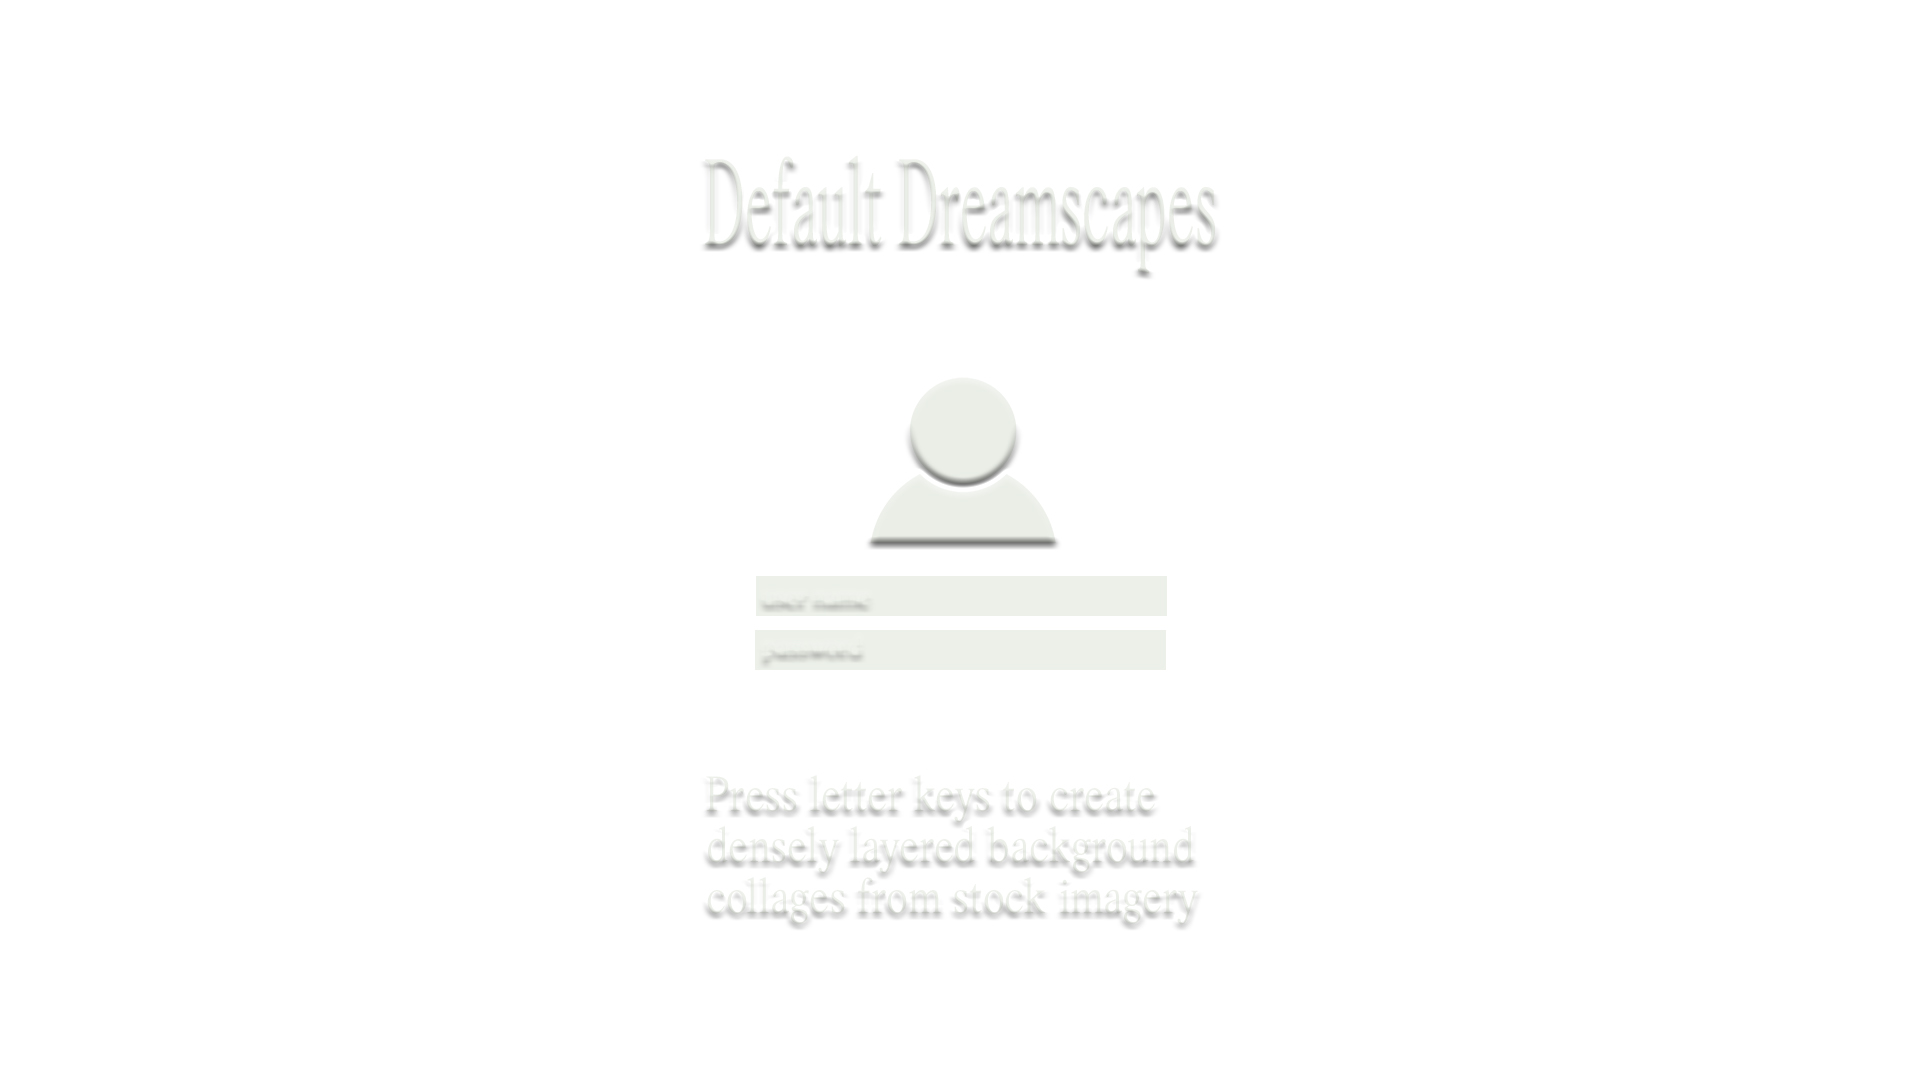 Default Dreamscapes
user name
password
Press letter keys to create
densely layered background
collages from stock imagery